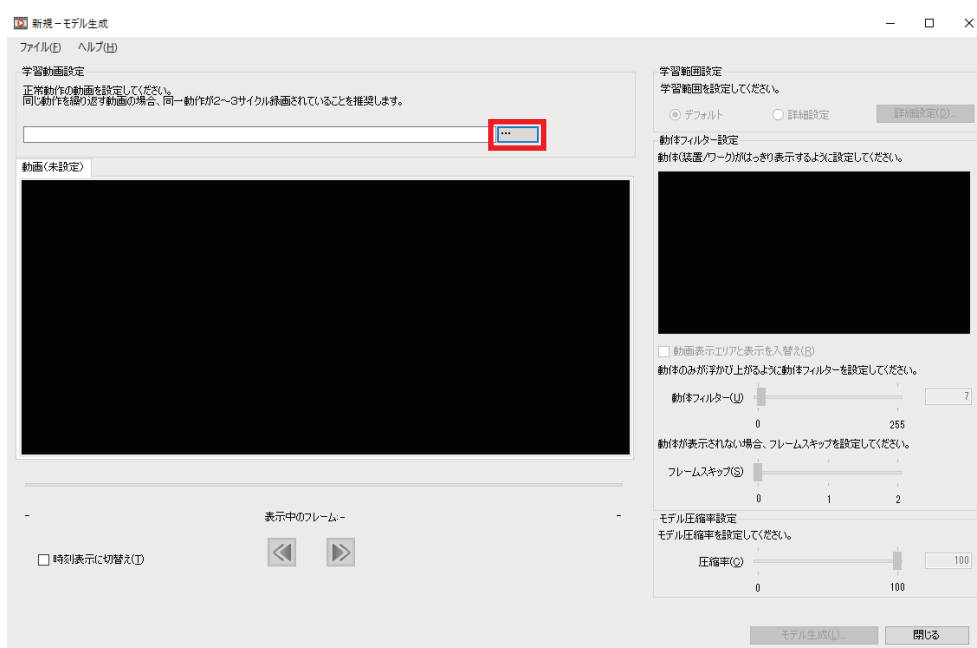 新規－モデル生成
ファイル(F) ヘルプ(H)
学習動画設定
正常動作の動画を設定してください。
同じ動作を繰り返す動画の場合、同一動作が2～3サイクル録画されていることを推奨します。
...
動画(未設定)
-
表示中のフレーム:-
-
時刻表示に切替え(T)
学習範囲設定
学習範囲を設定してください。
デフォルト 詳細設定 詳細設定(D)...
動体フィルター設定
動体(装置/ワーク)がはっきり表示するように設定してください。
動画表示エリアと表示を入替え(R)
動体のみが浮かび上がるように動体フィルターを設定してください。
動体フィルター(U) 7
0 255
動体が表示されない場合、フレームスキップを設定してください。
フレームスキップ(S)
0 1 2
モデル圧縮率設定
モデル圧縮率を設定してください。
圧縮率(C) 100
0 100
モデル生成(L)... 閉じる